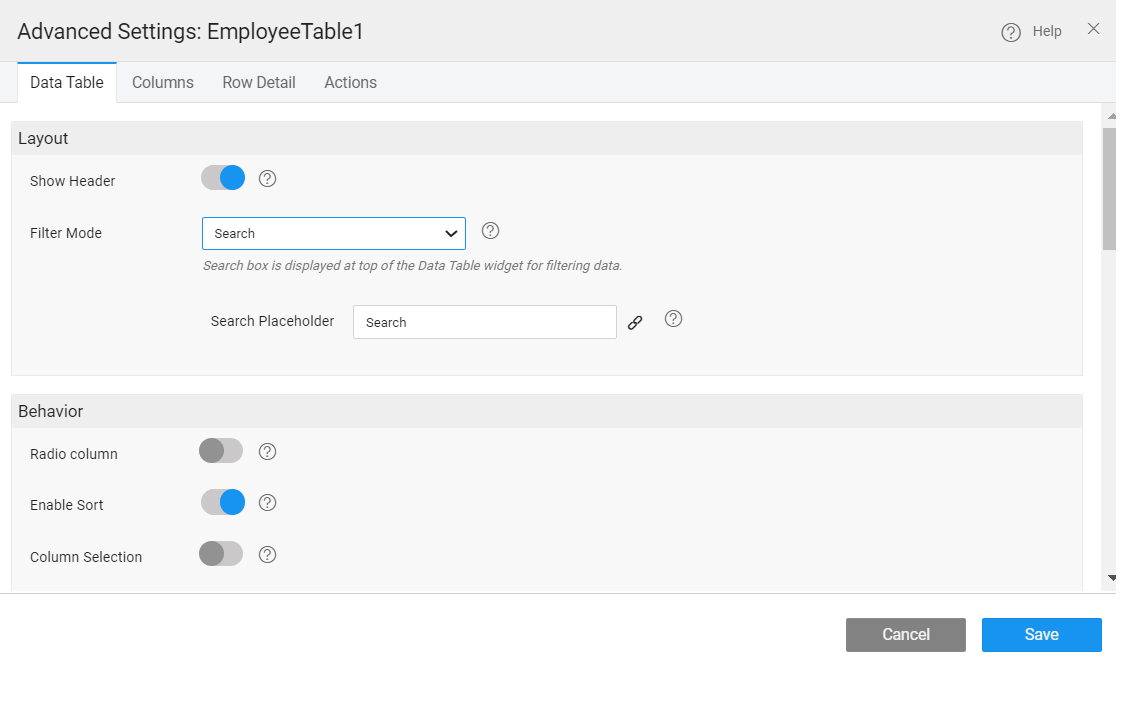 Advanced Settings: EmployeeTable1
Help
Data Table Columns Row Detail Actions
Layout
Show Header
Filter Mode Search
Search box is displayed at top of the Data Table widget for filtering data.
Search Placeholder Search
Behavior
Radio column
Enable Sort
Column Selection
Cancel Save